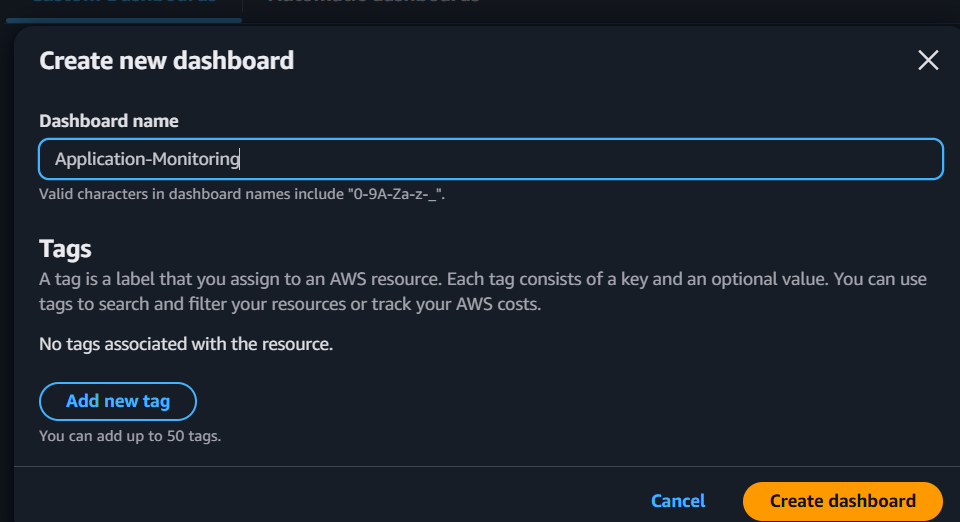 Create new dashboard
Dashboard name
Application-Monitoring
Valid characters in dashboard names include "0-9A-Za-z-_".
Tags
A tag is a label that you assign to an AWS resource. Each tag consists of a key and an optional value. You can use
tags to search and filter your resources or track your AWS costs.
No tags associated with the resource.
Add new tag
You can add up to 50 tags.
Cancel
Create dashboard